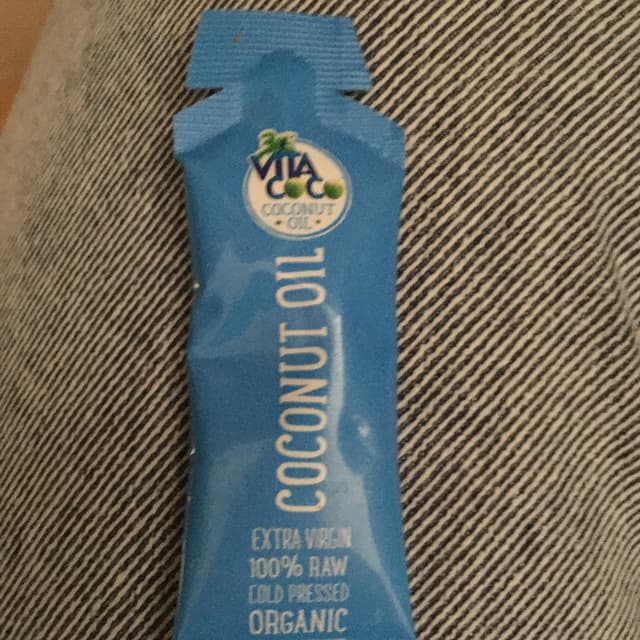 VITA
COCO
COCONUT
OIL
COCONUT OIL
EXTRA VIRGIN
100% RAW
COLD PRESSED
ORGANIC